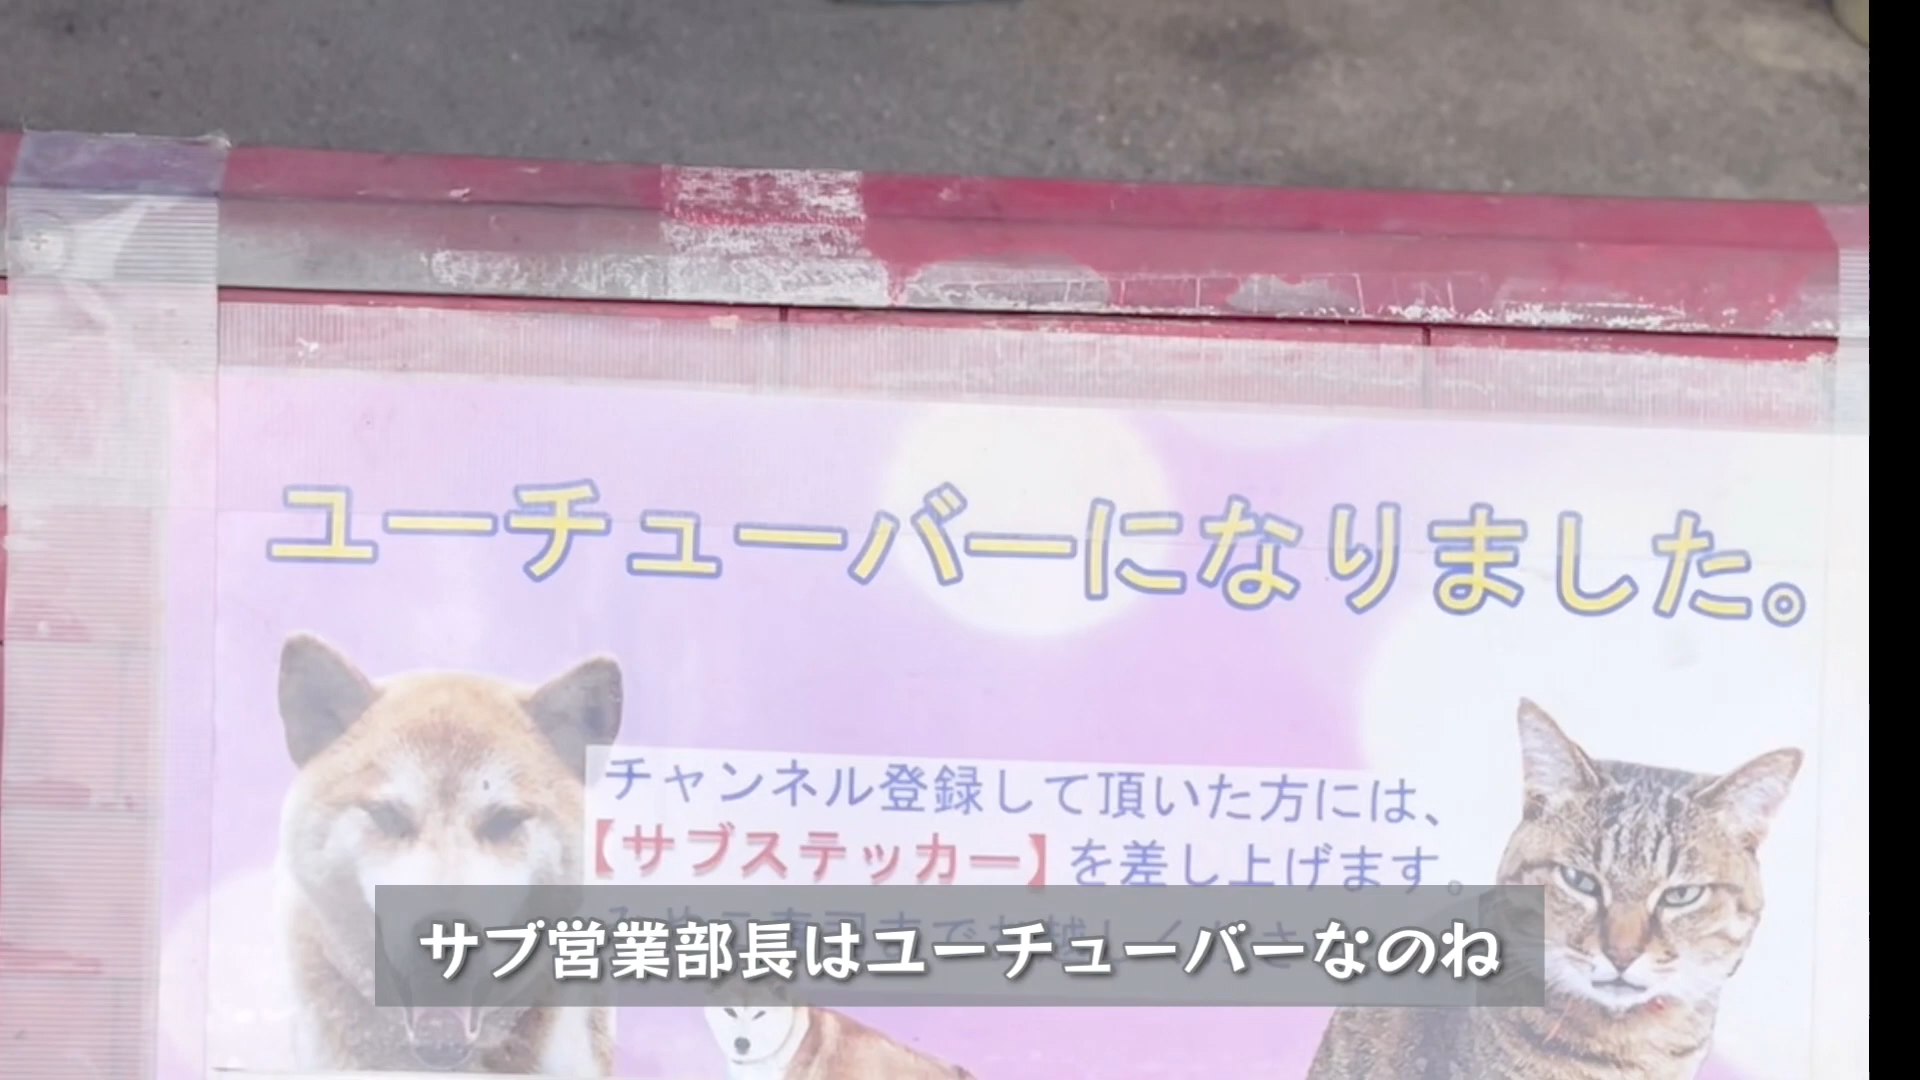 ユーチューバーになりました。
チャンネル登録して頂いた方には、
【サブステッカー】を差し上げます。
サブ営業部長はユーチューバーなのね